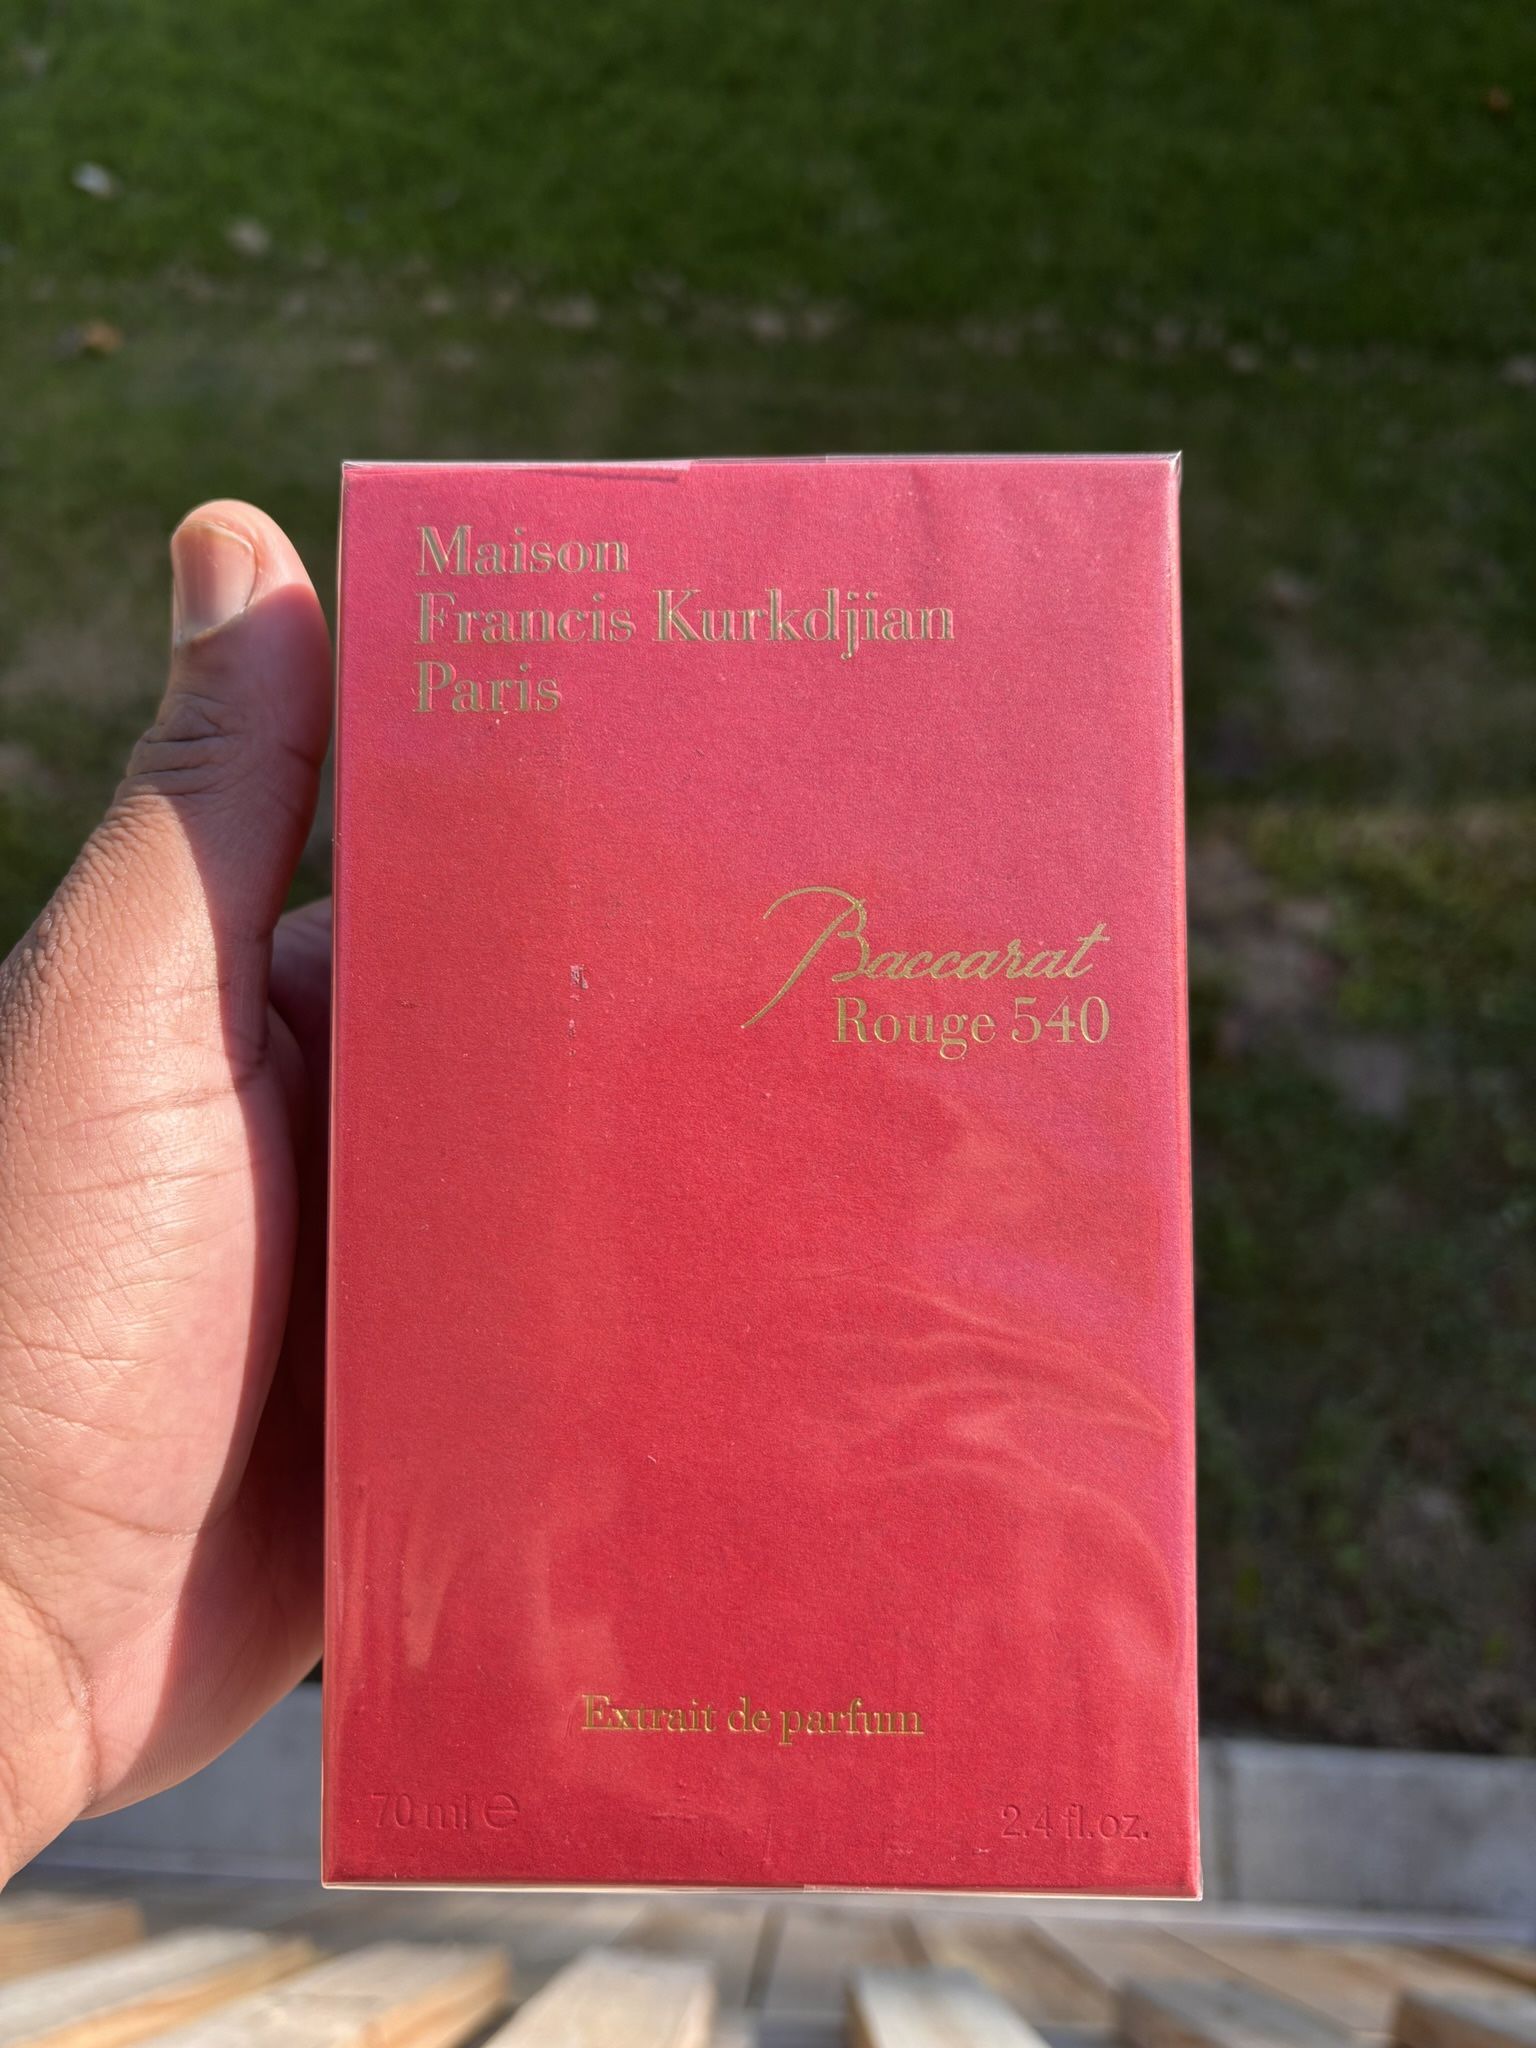 Maison
Francis Kurkdjian
Paris
Baccarat
Rouge 540
Extrait de parfum
70 ml ℮
2.4 fl.oz.